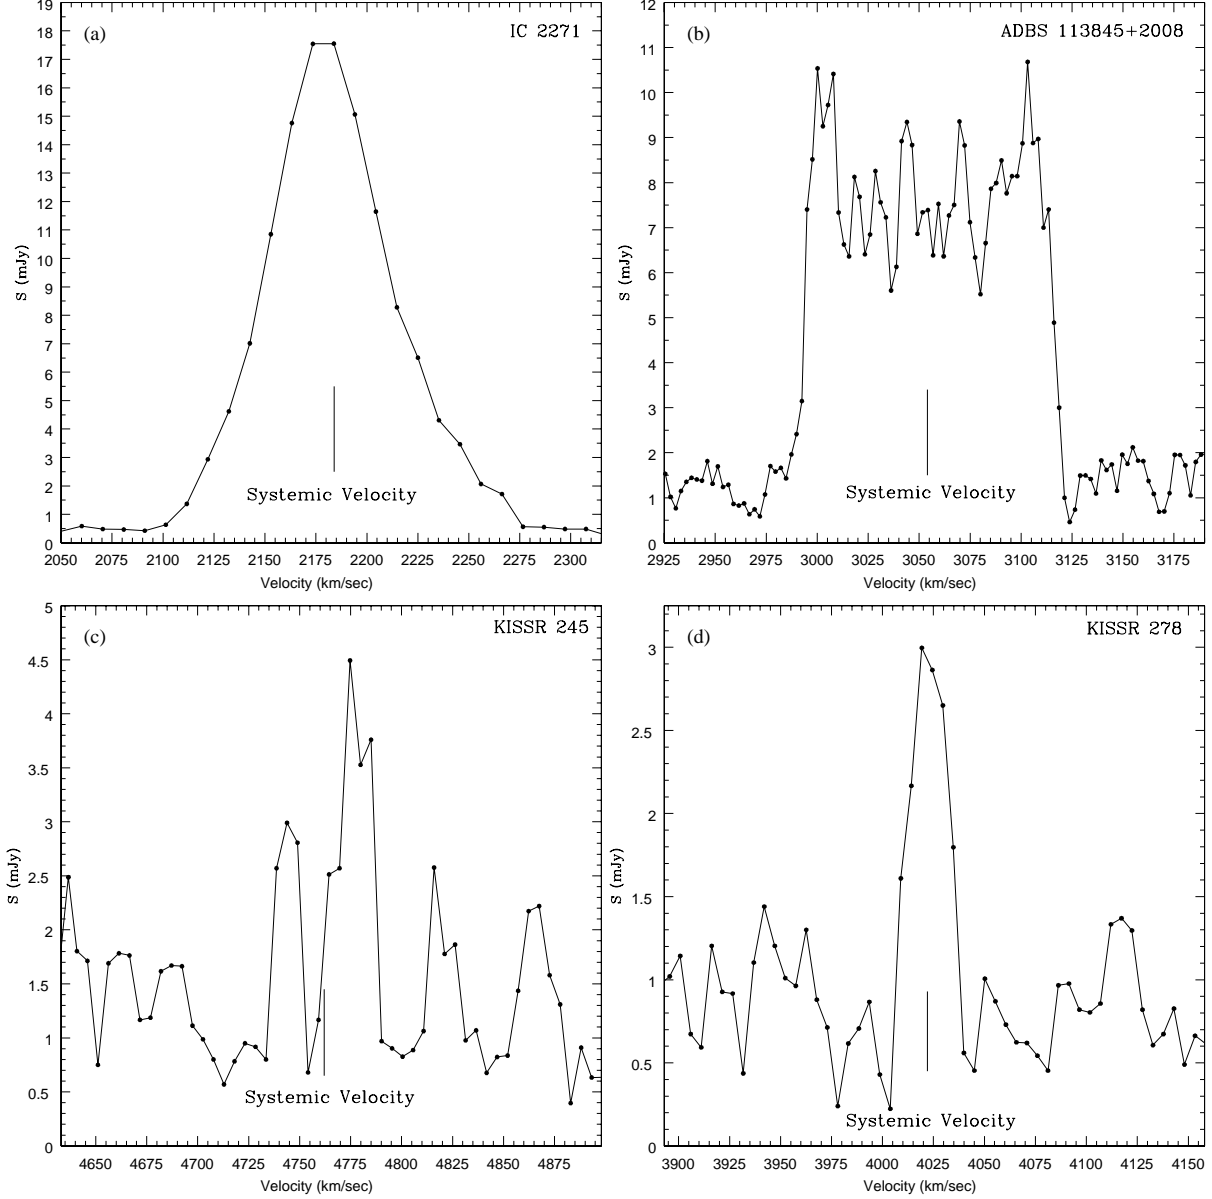 (a) IC 2271
19
18
17
16
15
14
13
12
11
10
9
8
7
6
5
4
3
2
1
0
S (mJy)
Systemic Velocity
2050 2075 2100 2125 2150 2175 2200 2225 2250 2275 2300
Velocity (km/sec)
(b) ADBS 113845+2008
12
11
10
9
8
7
6
5
4
3
2
1
0
S (mJy)
Systemic Velocity
2925 2950 2975 3000 3025 3050 3075 3100 3125 3150 3175
Velocity (km/sec)
(c) KISSR 245
5
4.5
4
3.5
3
2.5
2
1.5
1
0.5
0
S (mJy)
Systemic Velocity
4650 4675 4700 4725 4750 4775 4800 4825 4850 4875
Velocity (km/sec)
(d) KISSR 278
3
2.5
2
1.5
1
0.5
0
S (mJy)
Systemic Velocity
3900 3925 3950 3975 4000 4025 4050 4075 4100 4125 4150
Velocity (km/sec)